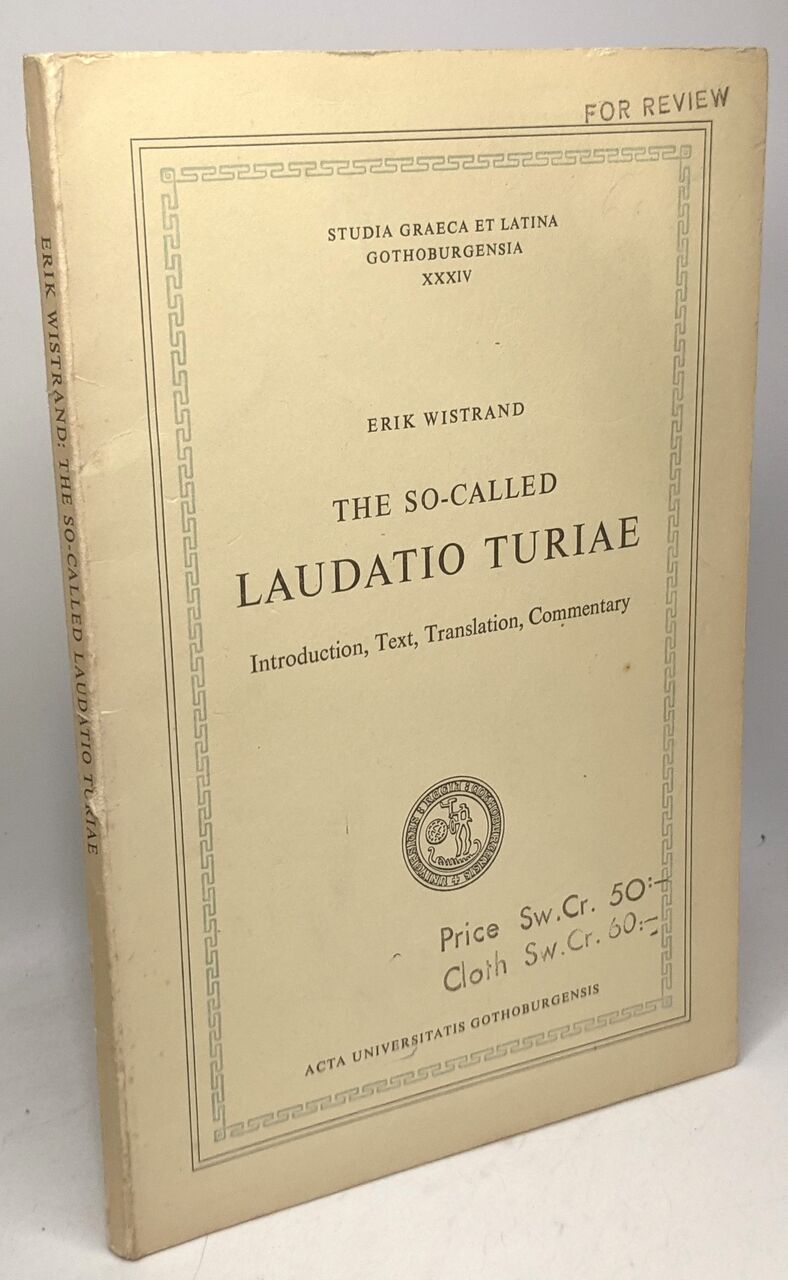 FOR REVIEW
STUDIA GRAECA ET LATINA
GOTHOBURGENSIA
XXXIV
ERIK WISTRAND
THE SO-CALLED
LAUDATIO TURIAE
Introduction, Text, Translation, Commentary
Price Sw.Cr. 50:-
Cloth Sw.Cr. 60:-
ACTA UNIVERSITATIS GOTHOBURGENSIS
ERIK WISTRAND: THE SO-CALLED LAUDATIO TURIAE